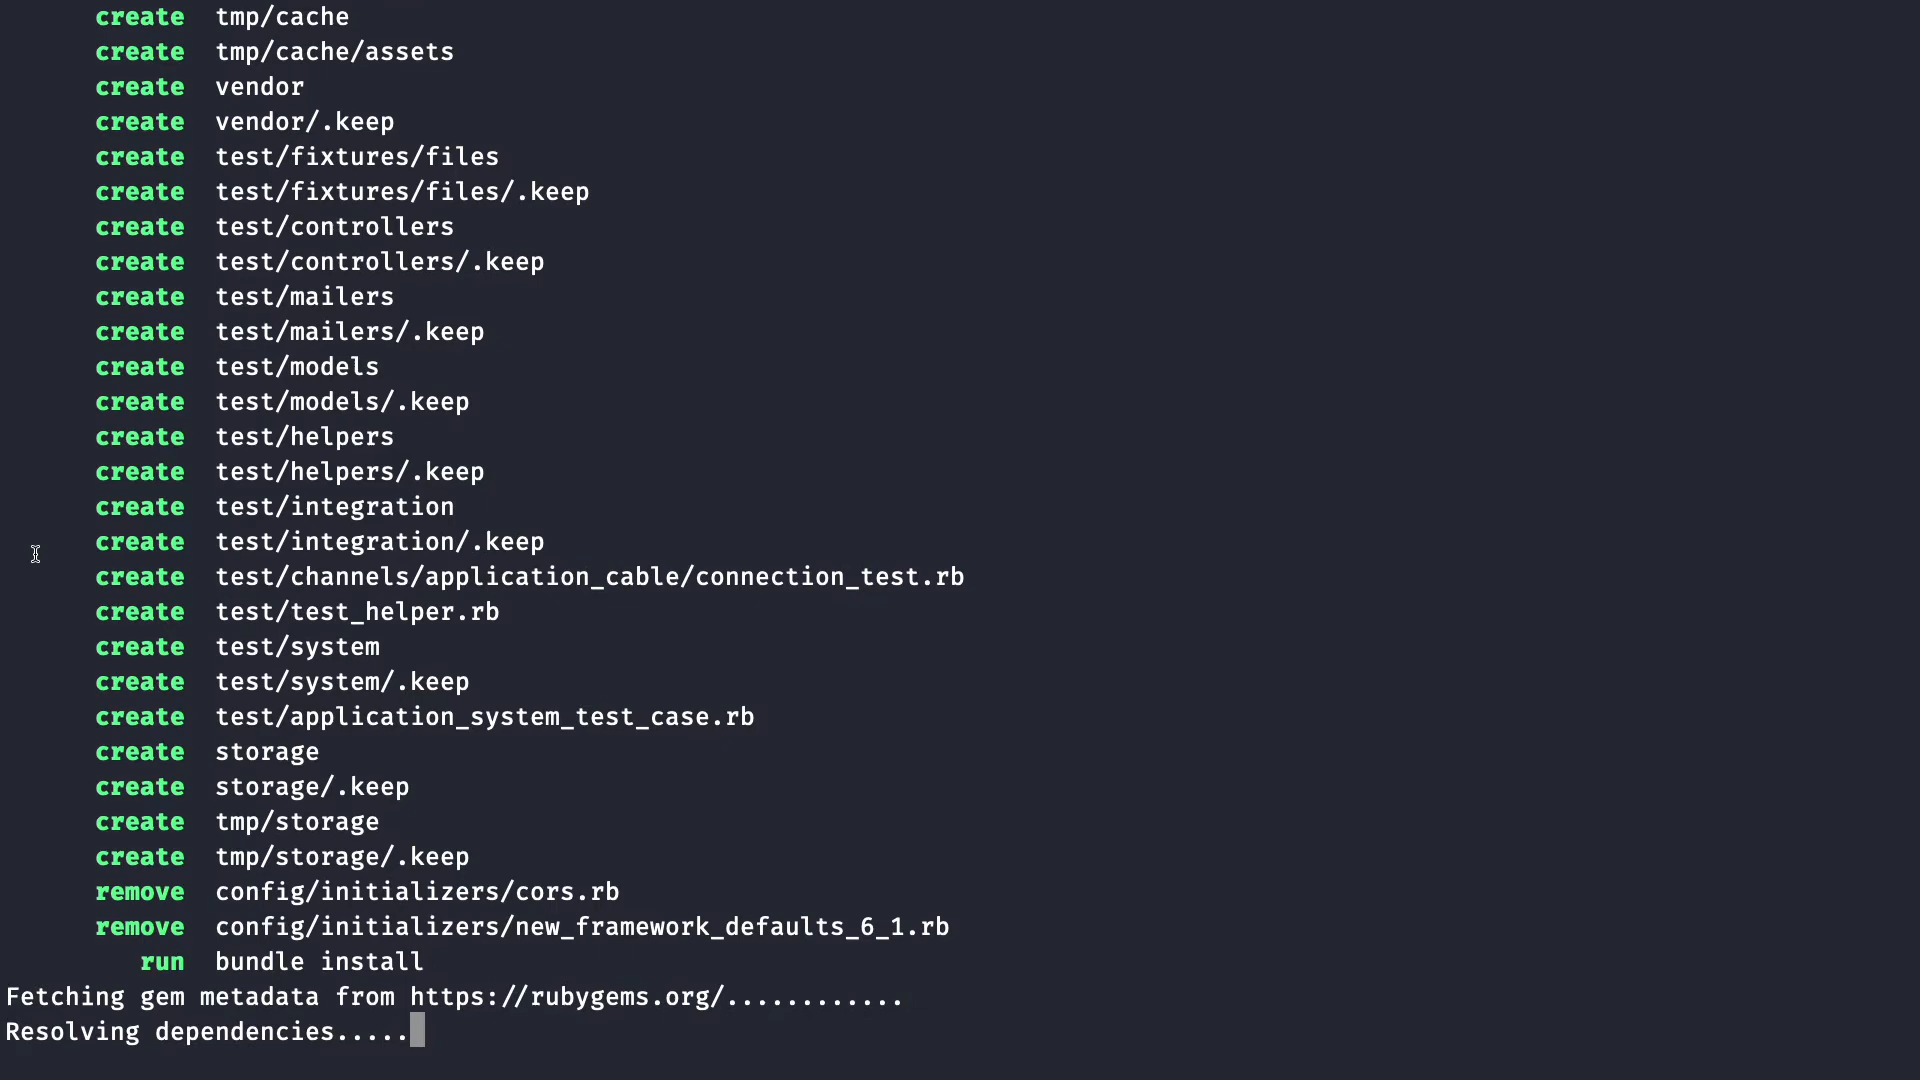 create  tmp/cache
create  tmp/cache/assets
create  vendor
create  vendor/.keep
create  test/fixtures/files
create  test/fixtures/files/.keep
create  test/controllers
create  test/controllers/.keep
create  test/mailers
create  test/mailers/.keep
create  test/models
create  test/models/.keep
create  test/helpers
create  test/helpers/.keep
create  test/integration
create  test/integration/.keep
create  test/channels/application_cable/connection_test.rb
create  test/test_helper.rb
create  test/system
create  test/system/.keep
create  test/application_system_test_case.rb
create  storage
create  storage/.keep
create  tmp/storage
create  tmp/storage/.keep
remove  config/initializers/cors.rb
remove  config/initializers/new_framework_defaults_6_1.rb
run  bundle install
Fetching gem metadata from https://rubygems.org/............
Resolving dependencies.....